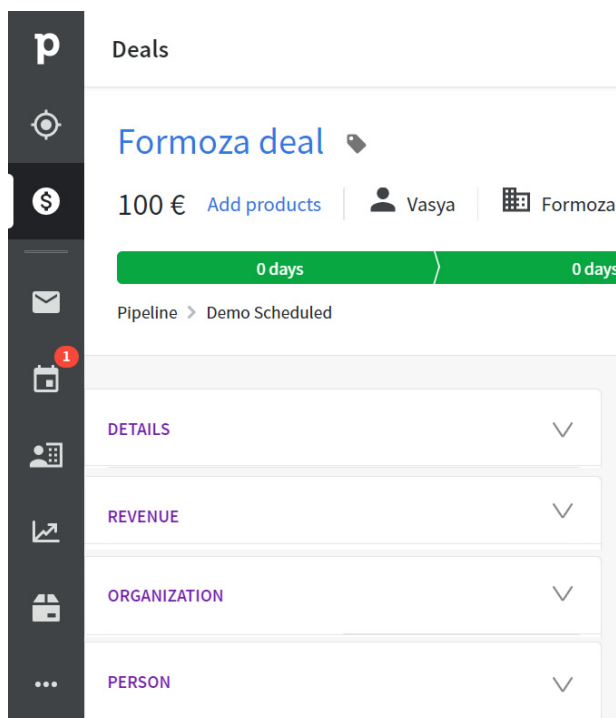 p
Deals
Formoza deal
100 € Add products Vasya Formoza
0 days 0 days
Pipeline > Demo Scheduled
1
DETAILS
REVENUE
ORGANIZATION
PERSON